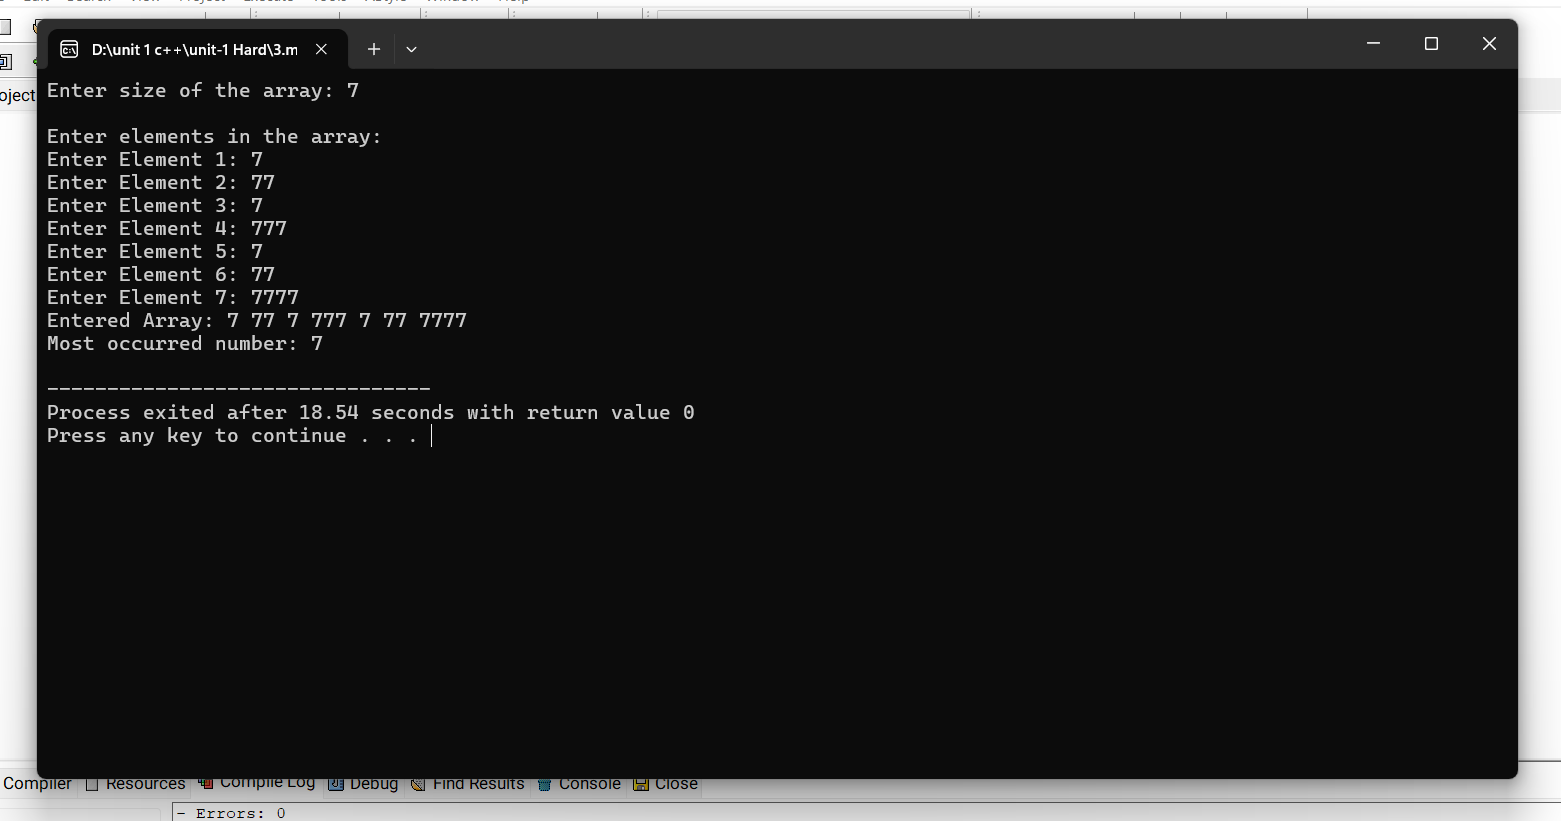 D:\unit 1 c++\unit-1 Hard\3.m
oject
Enter size of the array: 7
Enter elements in the array:
Enter Element 1: 7
Enter Element 2: 77
Enter Element 3: 7
Enter Element 4: 777
Enter Element 5: 7
Enter Element 6: 77
Enter Element 7: 7777
Entered Array: 7 77 7 777 7 77 7777
Most occurred number: 7
--------------------------------
Process exited after 18.54 seconds with return value 0
Press any key to continue . . .
Compiler Resources Compile Log Debug Find Results Console Close
- Errors: 0